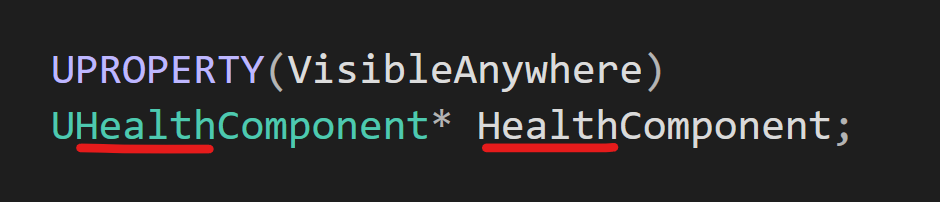 UPROPERTY(VisibleAnywhere)
UHealthComponent* HealthComponent;